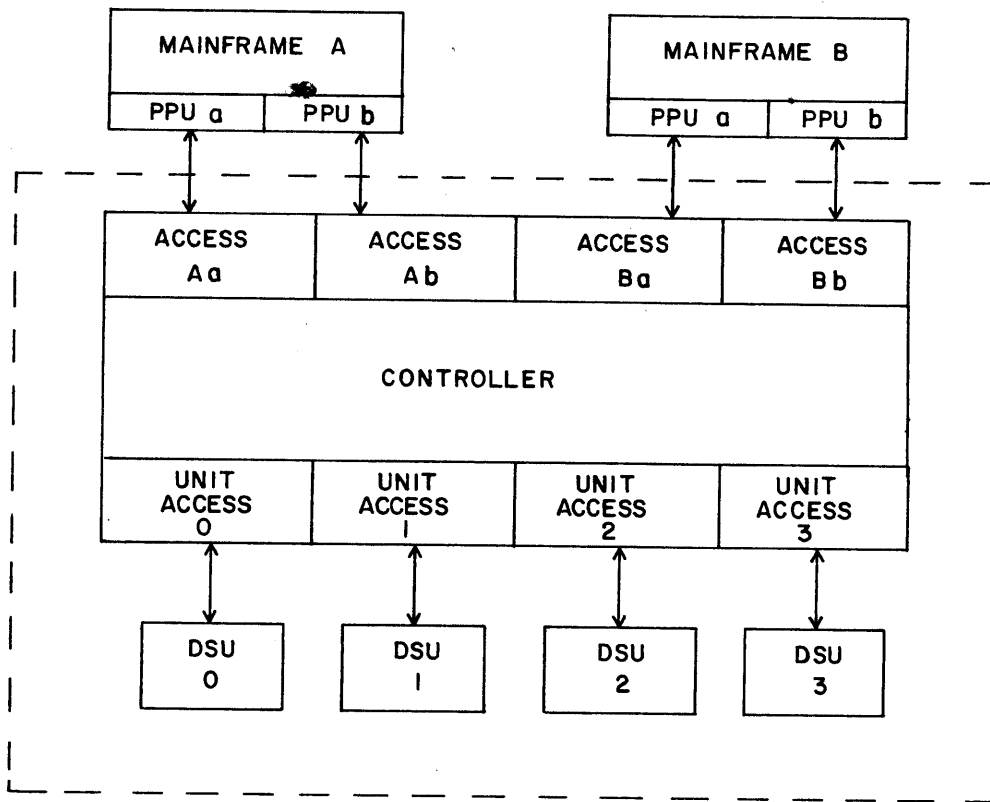 MAINFRAME A
MAINFRAME B
PPU a
PPU b
PPU a
PPU b
ACCESS
Aa
ACCESS
Ab
ACCESS
Ba
ACCESS
Bb
CONTROLLER
UNIT
ACCESS
0
UNIT
ACCESS
1
UNIT
ACCESS
2
UNIT
ACCESS
3
DSU
0
DSU
1
DSU
2
DSU
3